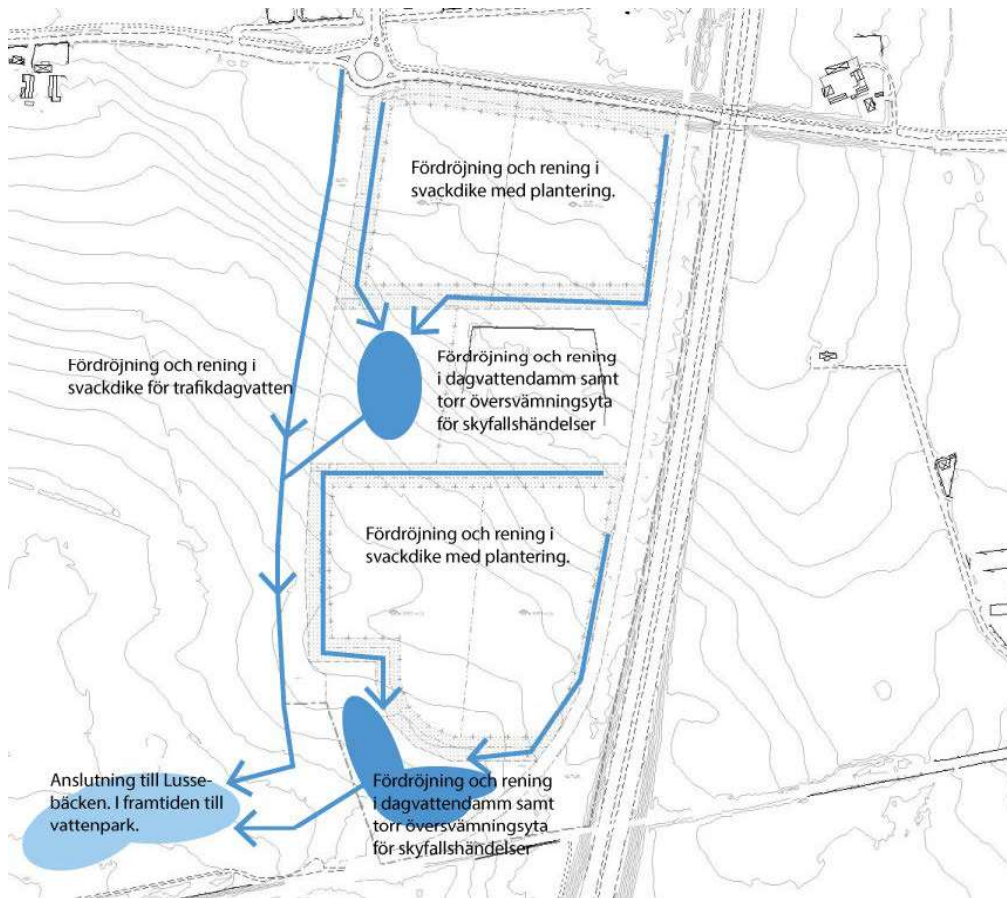 Fördröjning och rening i
svackdike med plantering.
Fördröjning och rening
i dagvattendamm samt
torr översvämningsyta
för skyfallshändelser
Fördröjning och rening i
svackdike för trafikdagvatten
Fördröjning och rening i
svackdike med plantering.
Anslutning till Lusse-
bäcken. I framtiden till
vattenpark.
Fördröjning och rening
i dagvattendamm samt
torr översvämningsyta
för skyfallshändelser